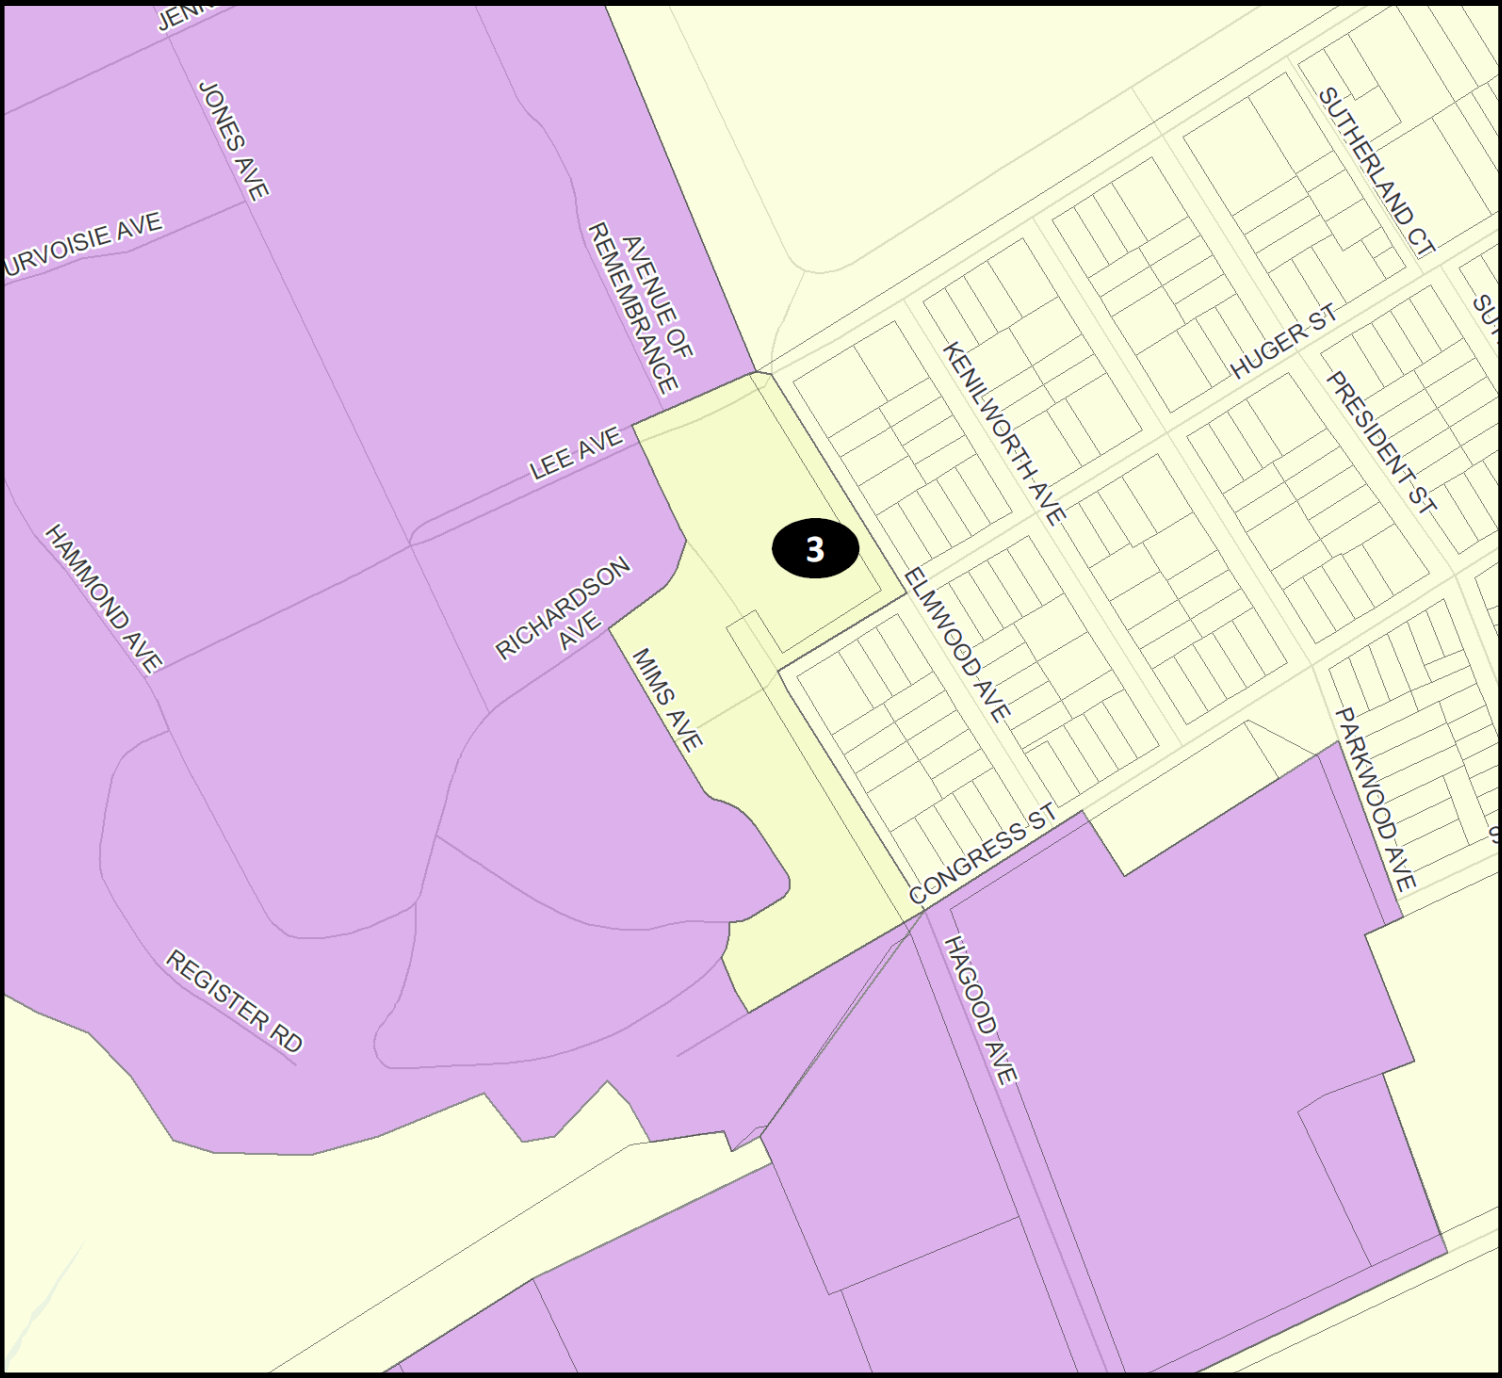 JONES AVE
URVOISIE AVE
AVENUE OF
REMEMBRANCE
SUTHERLAND CT
HUGER ST
KENILWORTH AVE
PRESIDENT ST
LEE AVE
3
HAMMOND AVE
RICHARDSON
AVE
ELMWOOD AVE
MIMS AVE
PARKWOOD AVE
CONGRESS ST
REGISTER RD
HAGOOD AVE